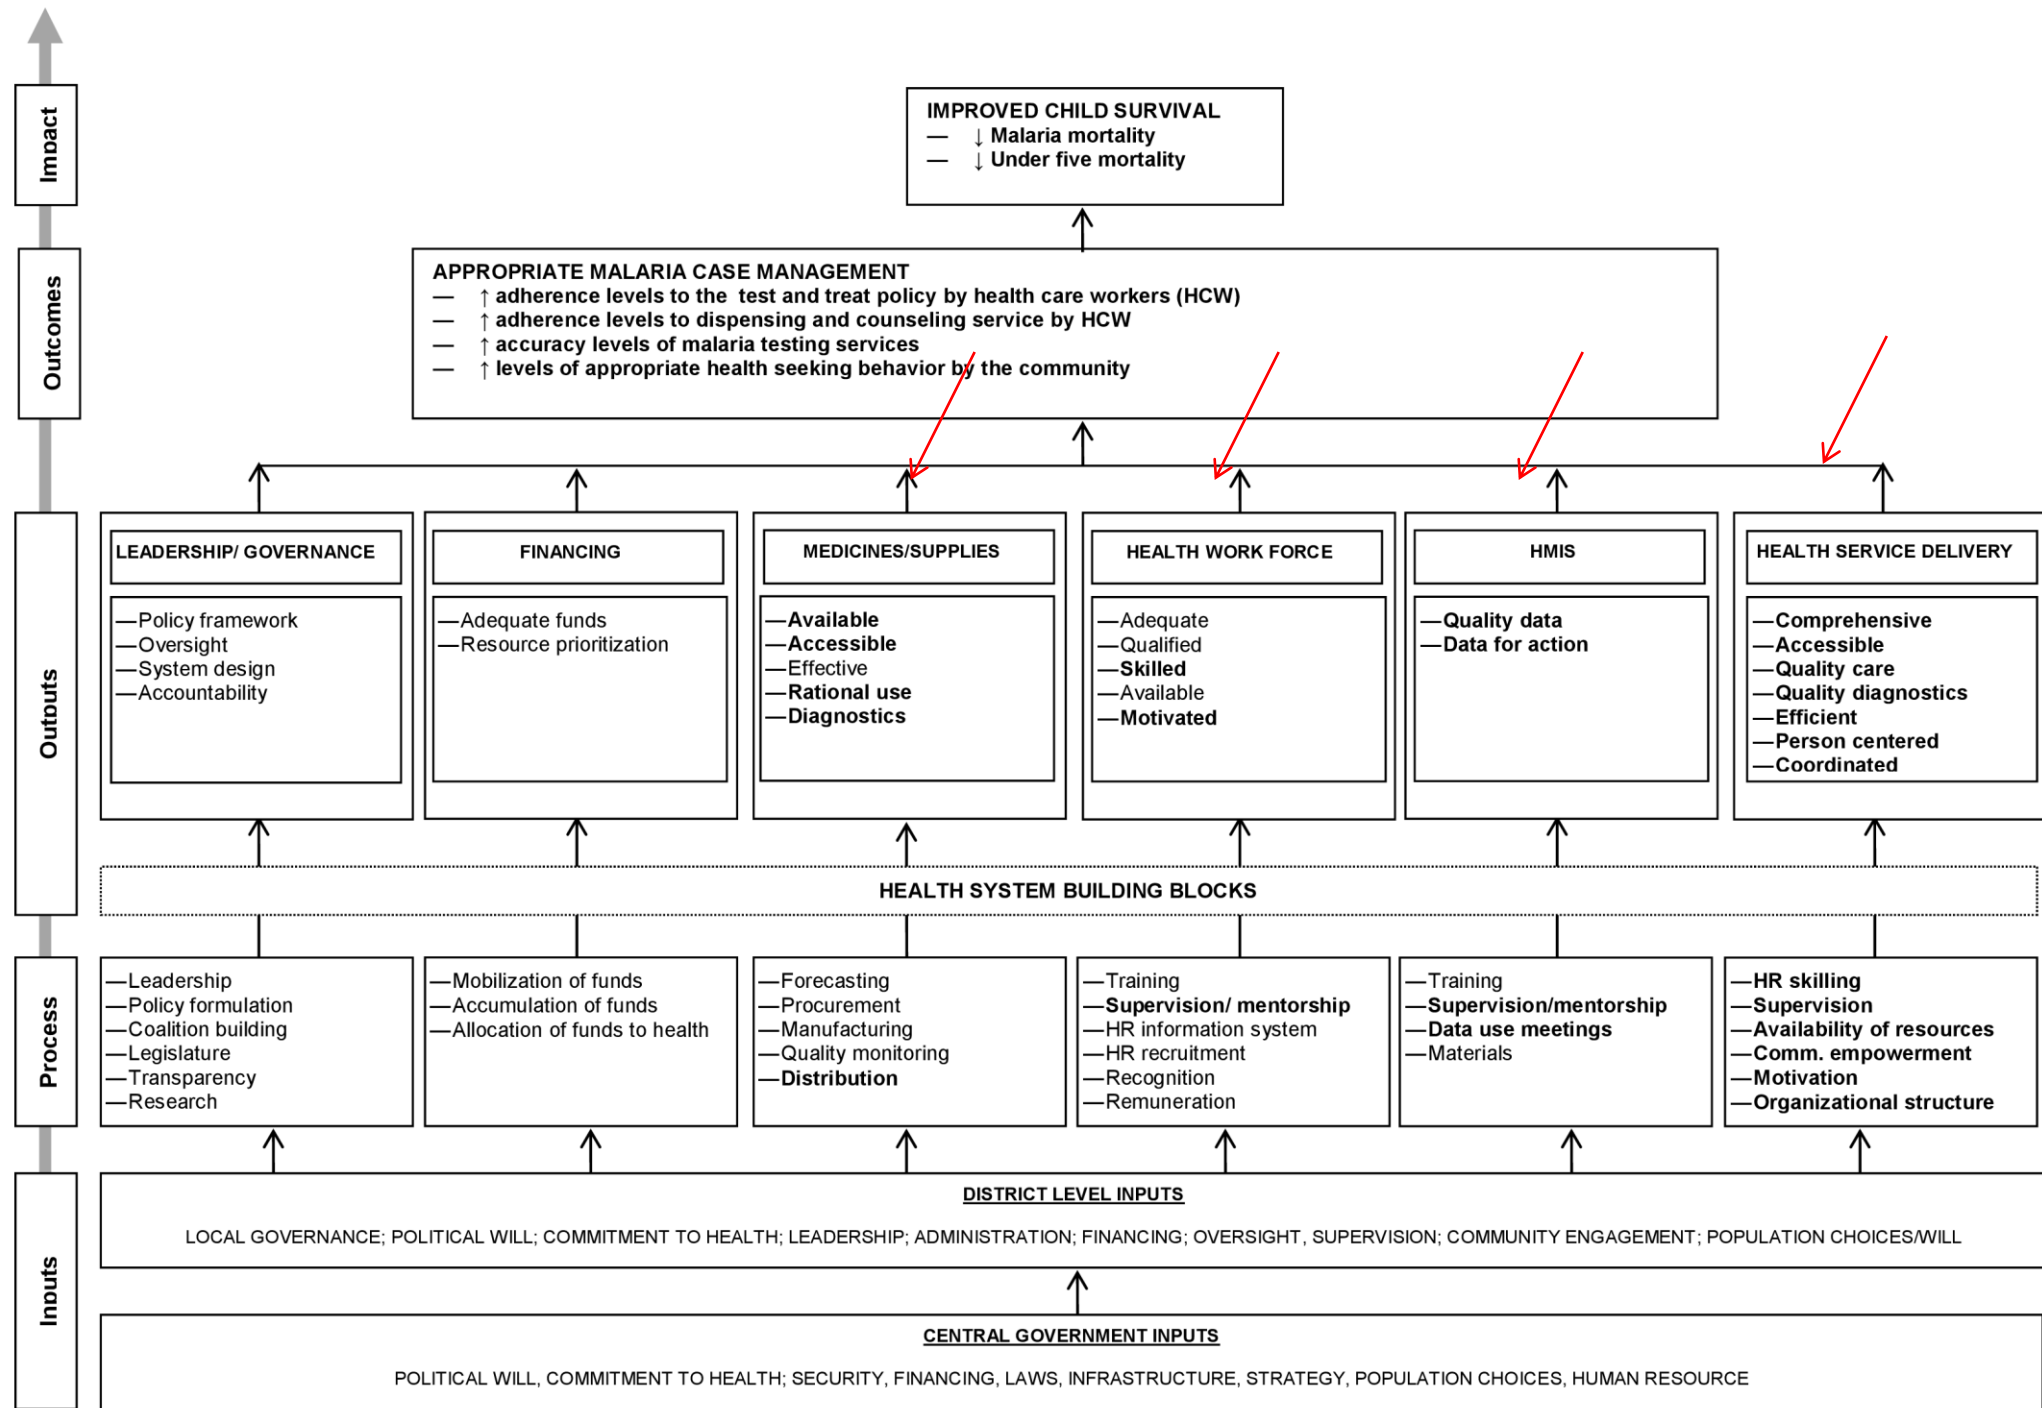 Impact
IMPROVED CHILD SURVIVAL
— ↓ Malaria mortality
— ↓ Under five mortality
Outcomes
APPROPRIATE MALARIA CASE MANAGEMENT
— ↑ adherence levels to the test and treat policy by health care workers (HCW)
— ↑ adherence levels to dispensing and counseling service by HCW
— ↑ accuracy levels of malaria testing services
— ↑ levels of appropriate health seeking behavior by the community
Outputs
LEADERSHIP/ GOVERNANCE
—Policy framework
—Oversight
—System design
—Accountability
FINANCING
—Adequate funds
—Resource prioritization
MEDICINES/SUPPLIES
—Available
—Accessible
—Effective
—Rational use
—Diagnostics
HEALTH WORK FORCE
—Adequate
—Qualified
—Skilled
—Available
—Motivated
HMIS
—Quality data
—Data for action
HEALTH SERVICE DELIVERY
—Comprehensive
—Accessible
—Quality care
—Quality diagnostics
—Efficient
—Person centered
—Coordinated
HEALTH SYSTEM BUILDING BLOCKS
Process
—Leadership
—Policy formulation
—Coalition building
—Legislature
—Transparency
—Research
—Mobilization of funds
—Accumulation of funds
—Allocation of funds to health
—Forecasting
—Procurement
—Manufacturing
—Quality monitoring
—Distribution
—Training
—Supervision/ mentorship
—HR information system
—HR recruitment
—Recognition
—Remuneration
—Training
—Supervision/mentorship
—Data use meetings
—Materials
—HR skilling
—Supervision
—Availability of resources
—Comm. empowerment
—Motivation
—Organizational structure
Inputs
DISTRICT LEVEL INPUTS
LOCAL GOVERNANCE; POLITICAL WILL; COMMITMENT TO HEALTH; LEADERSHIP; ADMINISTRATION; FINANCING; OVERSIGHT, SUPERVISION; COMMUNITY ENGAGEMENT; POPULATION CHOICES/WILL
CENTRAL GOVERNMENT INPUTS
POLITICAL WILL, COMMITMENT TO HEALTH; SECURITY, FINANCING, LAWS, INFRASTRUCTURE, STRATEGY, POPULATION CHOICES, HUMAN RESOURCE